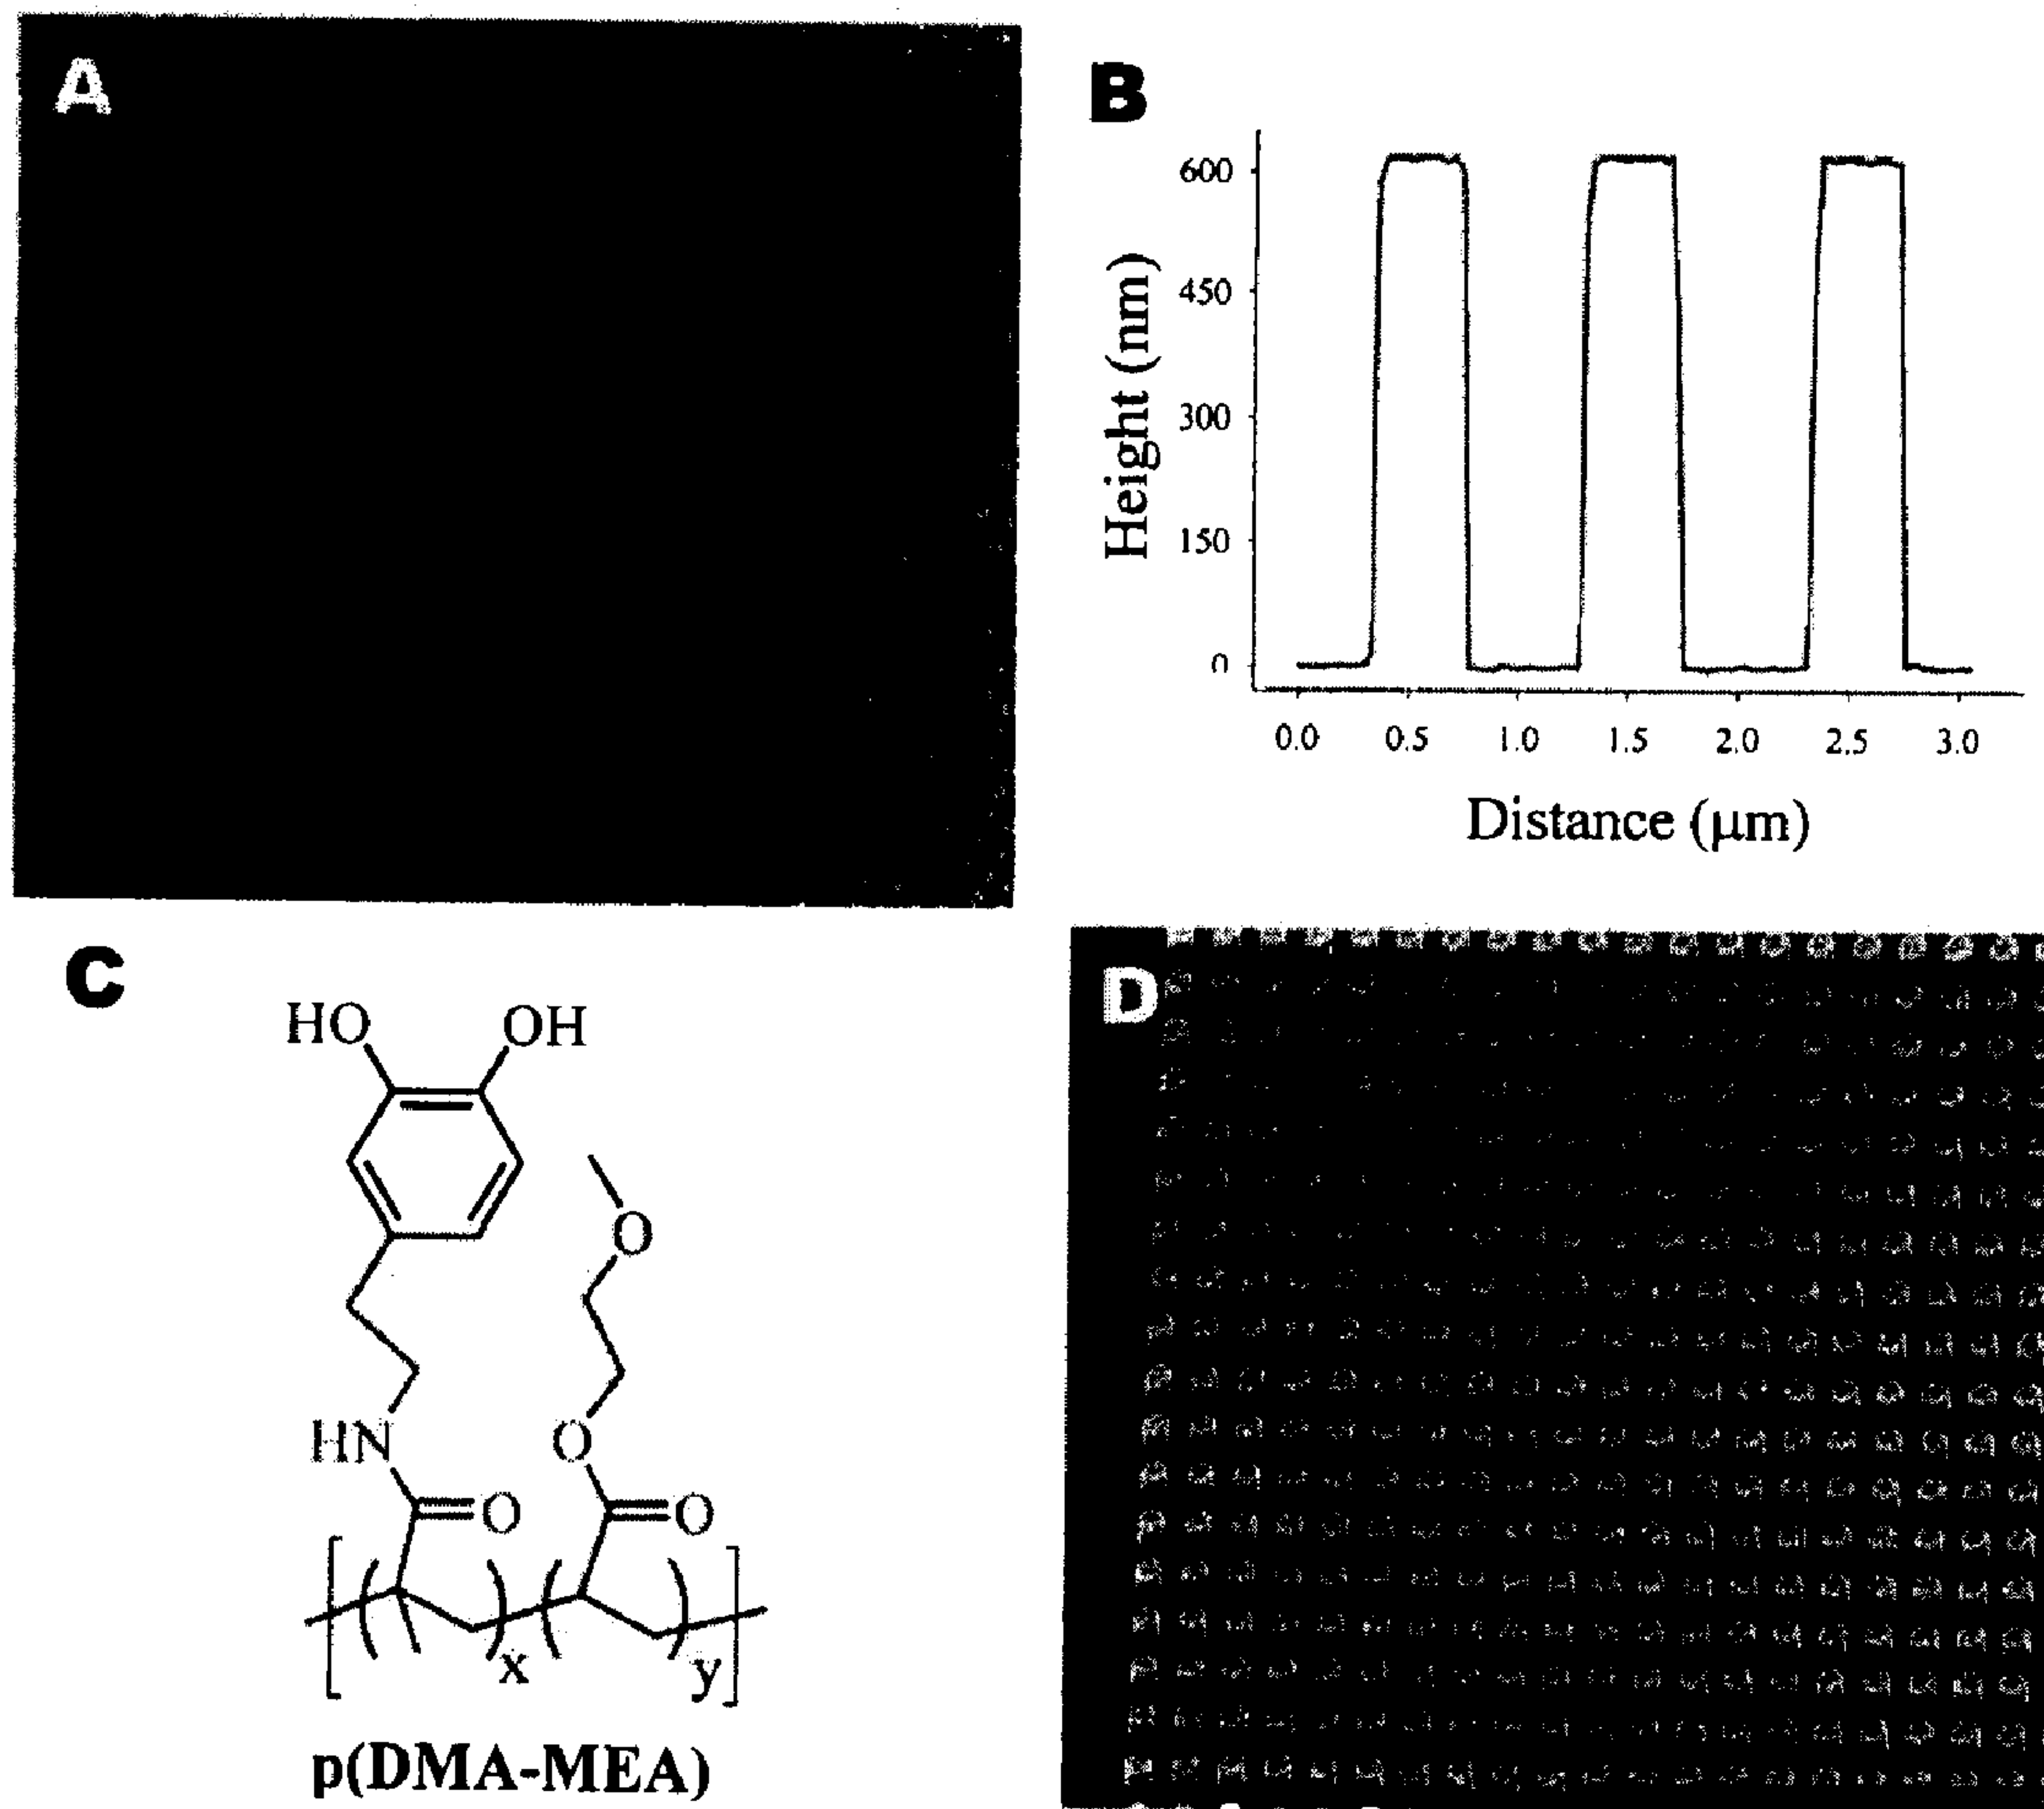 A
B
600
450
300
150
0
Height (nm)
0.0 0.5 1.0 1.5 2.0 2.5 3.0
Distance (μm)
C
HO OH
O
HN O
O O
x y
p(DMA-MEA)
D